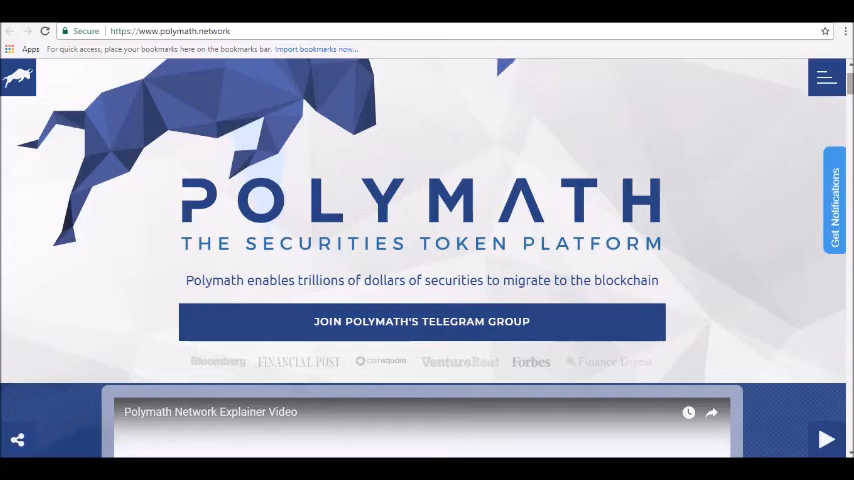 Secure https://www.polymath.network
Apps For quick access, place your bookmarks here on the bookmarks bar. Import bookmarks now...
POLYMATH
THE SECURITIES TOKEN PLATFORM
Get Notifications
Polymath enables trillions of dollars of securities to migrate to the blockchain
JOIN POLYMATH'S TELEGRAM GROUP
Bloomberg FINANCIAL POST coinsquare VentureBeat Forbes Finance Digest
Polymath Network Explainer Video